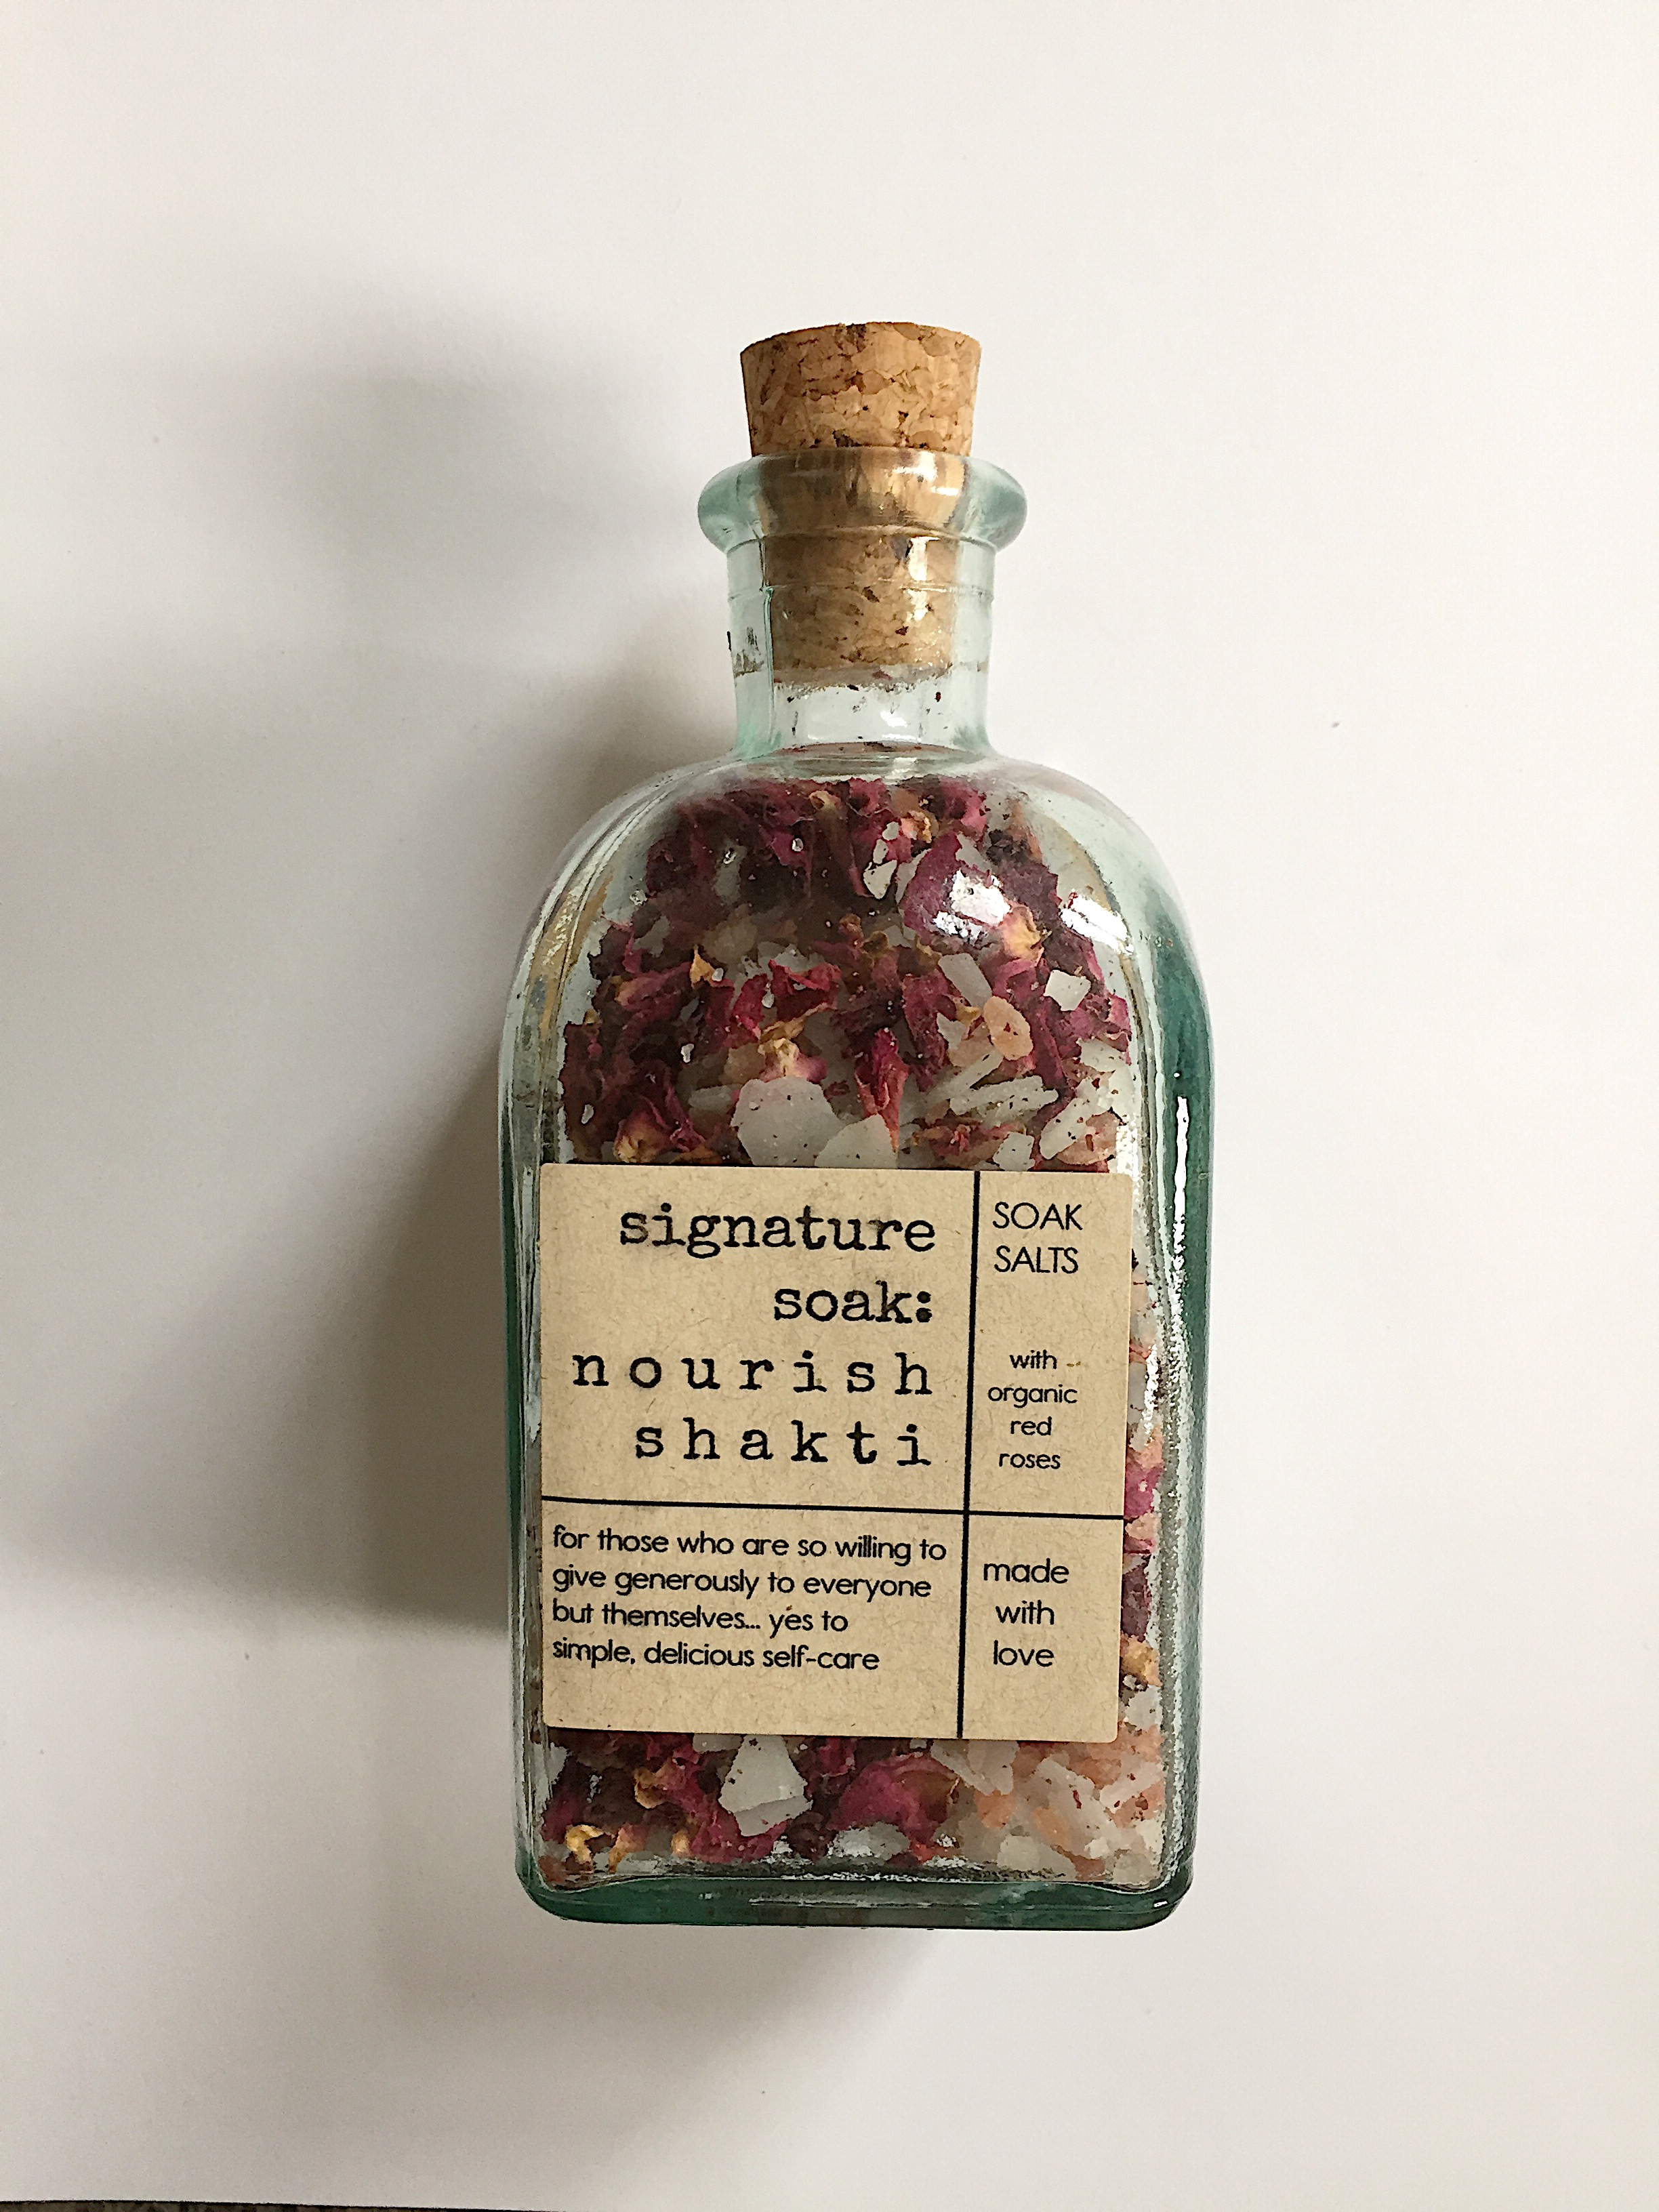 signature
soak:
nourish
shakti
SOAK
SALTS
with
organic
red
roses
for those who are so willing to
give generously to everyone
but themselves... yes to
simple, delicious self-care
made
with
love